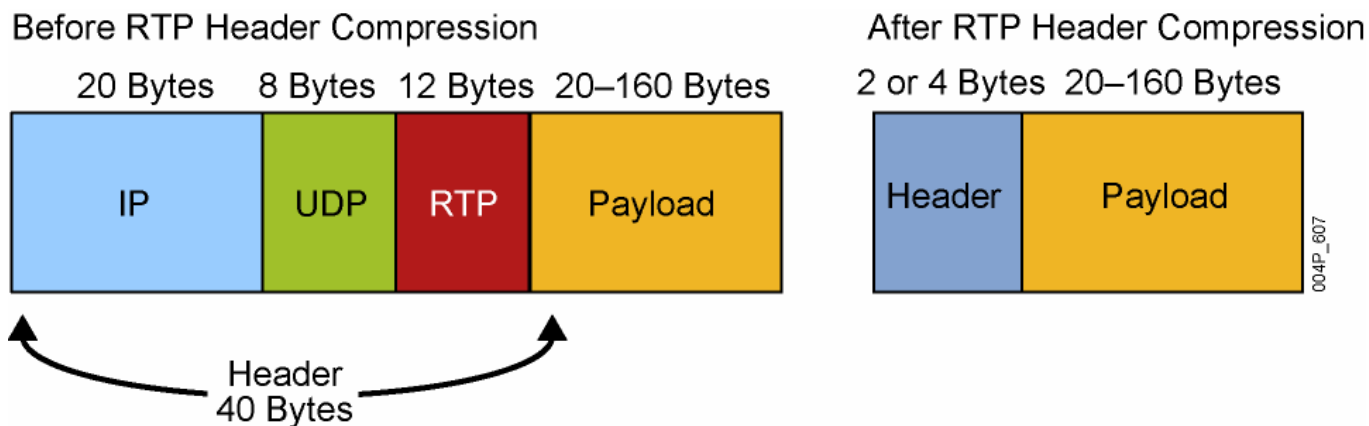 Before RTP Header Compression
20 Bytes 8 Bytes 12 Bytes 20–160 Bytes
IP UDP RTP Payload
Header
40 Bytes
After RTP Header Compression
2 or 4 Bytes 20–160 Bytes
Header Payload
004P_607